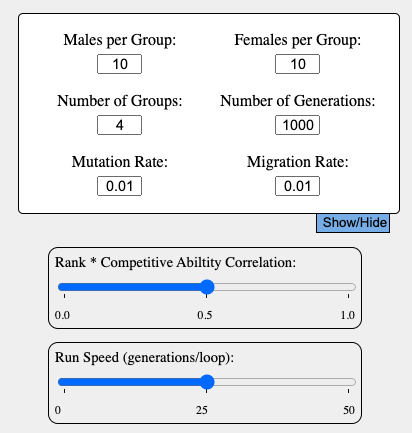 Males per Group: Females per Group:
10 10
Number of Groups: Number of Generations:
4 1000
Mutation Rate: Migration Rate:
0.01 0.01
Show/Hide
Rank * Competitive Abiltity Correlation:
0.0 0.5 1.0
Run Speed (generations/loop):
0 25 50